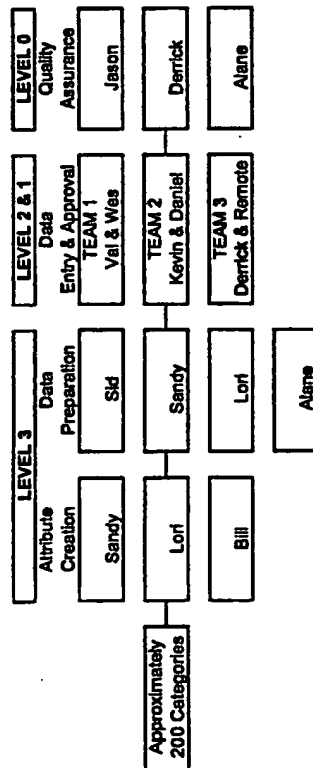 LEVEL 3
LEVEL 2 & 1
LEVEL 0
Attribute
Creation
Data
Preparation
Data
Entry & Approval
Quality
Assurance
Approximately
200 Categories
Sandy
Lori
Bill
Sid
Sandy
Lori
Alane
TEAM 1
Val & Wes
TEAM 2
Kevin & Daniel
TEAM 3
Derrick & Remote
Jason
Derrick
Alane